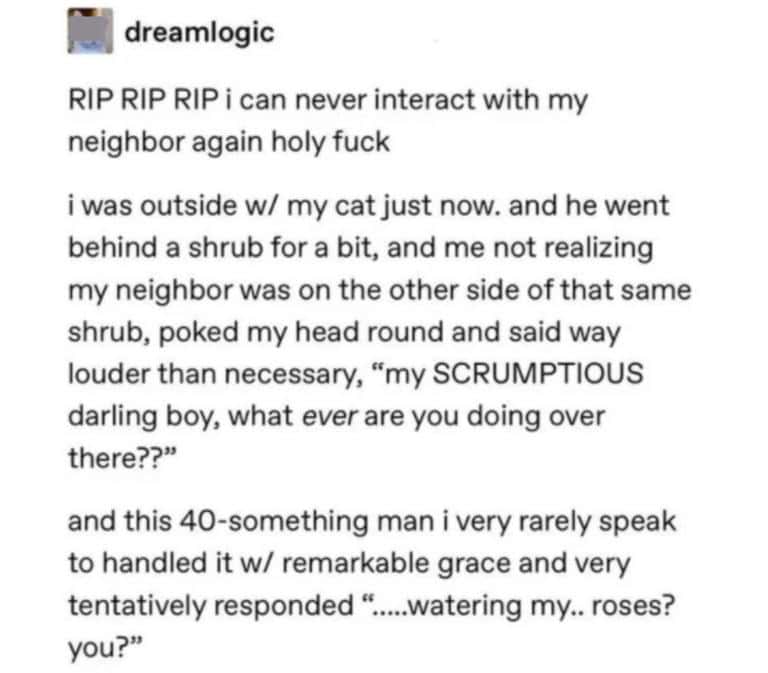 dreamlogic
RIP RIP RIP i can never interact with my
neighbor again holy fuck
i was outside w/ my cat just now. and he went
behind a shrub for a bit, and me not realizing
my neighbor was on the other side of that same
shrub, poked my head round and said way
louder than necessary, “my SCRUMPTIOUS
darling boy, what ever are you doing over
there??”
and this 40-something man i very rarely speak
to handled it w/ remarkable grace and very
tentatively responded “.....watering my.. roses?
you?”